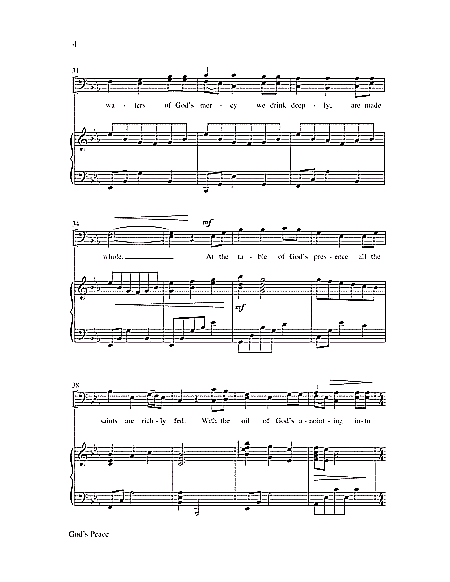 4
31
wa - ters of God's mer - cy we drink deep - ly, are made
34
mf
whole. At the ta - ble of God's pres - ence all the
mf
38
saints are rich - ly fed. With the oil of God's a - noint - ing in - to
God's Peace